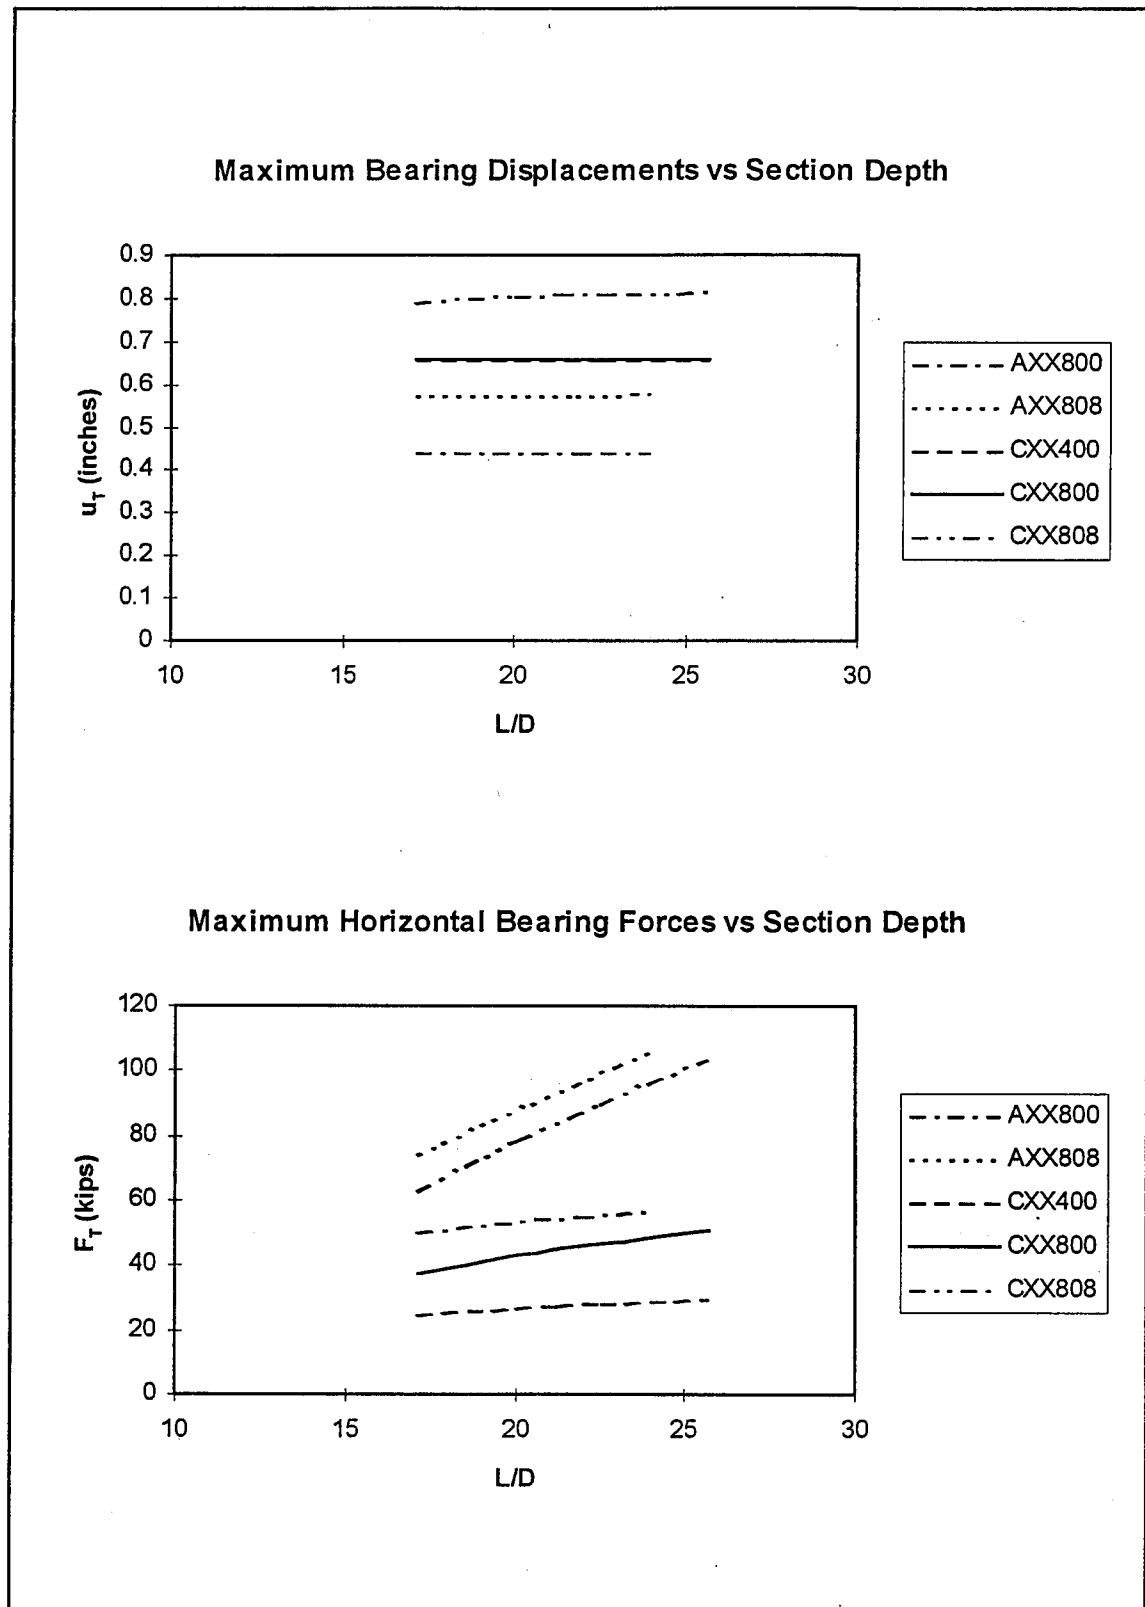 Maximum Bearing Displacements vs Section Depth
0.9
0.8
0.7
0.6
0.5
0.4
0.3
0.2
0.1
0
u_T (inches)
10 15 20 25 30
L/D
AXX800
AXX808
CXX400
CXX800
CXX808
Maximum Horizontal Bearing Forces vs Section Depth
120
100
80
60
40
20
0
F_T (kips)
10 15 20 25 30
L/D
AXX800
AXX808
CXX400
CXX800
CXX808